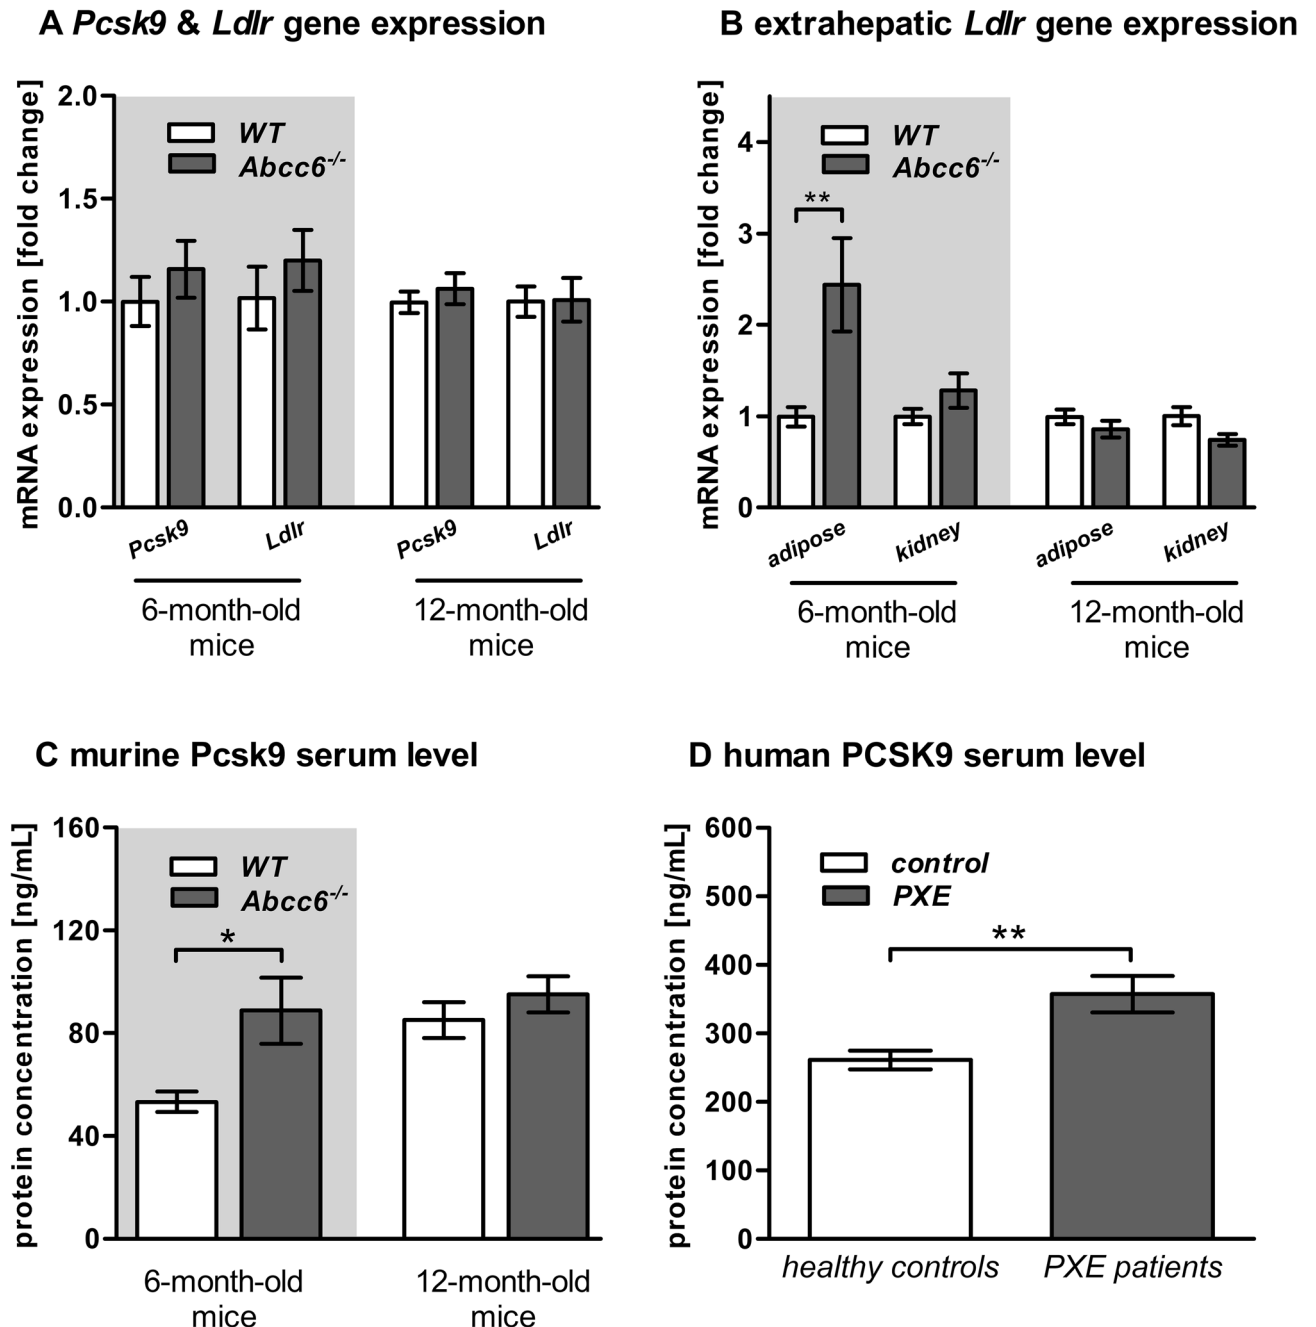 A Pcsk9 & Ldlr gene expression
mRNA expression [fold change]
2.0
1.5
1.0
0.5
0.0
WT
Abcc6-/-
Pcsk9
Ldlr
Pcsk9
Ldlr
6-month-old
mice
12-month-old
mice
B extrahepatic Ldlr gene expression
mRNA expression [fold change]
4
3
2
1
0
WT
Abcc6-/-
**
adipose
kidney
adipose
kidney
6-month-old
mice
12-month-old
mice
C murine Pcsk9 serum level
protein concentration [ng/mL]
160
120
80
40
0
WT
Abcc6-/-
*
6-month-old
mice
12-month-old
mice
D human PCSK9 serum level
protein concentration [ng/mL]
600
500
400
300
200
100
0
control
PXE
**
healthy controls
PXE patients